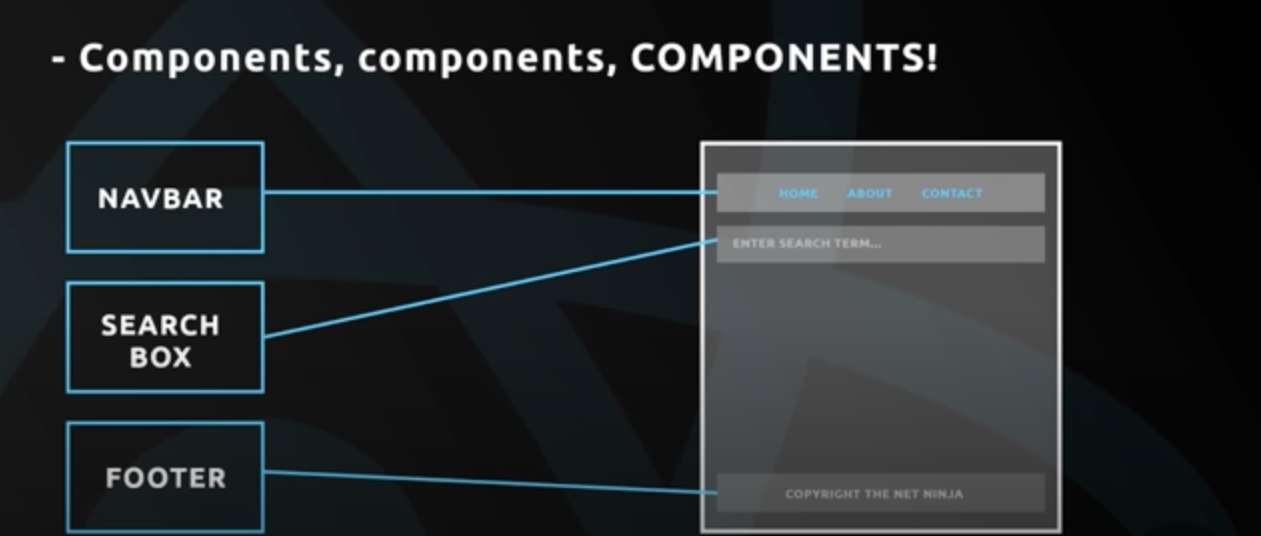 - Components, components, COMPONENTS!
NAVBAR
HOME ABOUT CONTACT
SEARCH
BOX
ENTER SEARCH TERM...
FOOTER
COPYRIGHT THE NET NINJA